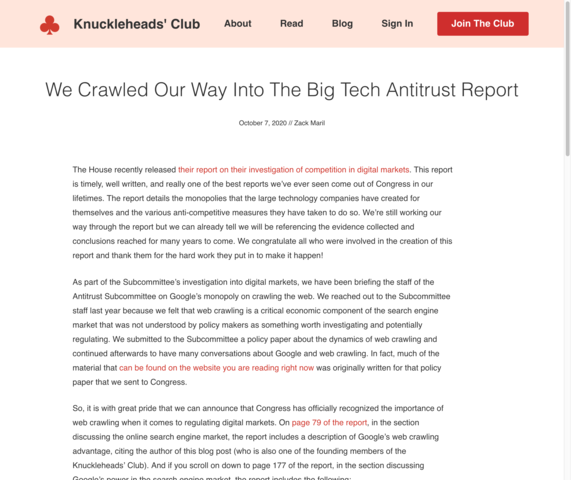 Knuckleheads' Club
About
Read
Blog
Sign In
Join The Club
We Crawled Our Way Into The Big Tech Antitrust Report
October 7, 2020 // Zack Maril
The House recently released their report on their investigation of competition in digital markets. This report
is timely, well written, and really one of the best reports we've ever seen come out of Congress in our
lifetimes. The report details the monopolies that the large technology companies have created for
themselves and the various anti-competitive measures they have taken to do so. We're still working our
way through the report but we can already tell we will be referencing the evidence collected and
conclusions reached for many years to come. We congratulate all who were involved in the creation of this
report and thank them for the hard work they put in to make it happen!
As part of the Subcommittee's investigation into digital markets, we have been briefing the staff of the
Antitrust Subcommittee on Google's monopoly on crawling the web. We reached out to the Subcommittee
staff last year because we felt that web crawling is a critical economic component of the search engine
market that was not understood by policy makers as something worth investigating and potentially
regulating. We submitted to the Subcommittee a policy paper about the dynamics of web crawling and
continued afterwards to have many conversations about Google and web crawling. In fact, much of the
material that can be found on the website you are reading right now was originally written for that policy
paper that we sent to Congress.
So, it is with great pride that we can announce that Congress has officially recognized the importance of
web crawling when it comes to regulating digital markets. On page 79 of the report, in the section
discussing the online search engine market, the report includes a description of Google's web crawling
advantage, citing the author of this blog post (who is also one of the founding members of the
Knuckleheads' Club). And if you scroll on down to page 177 of the report, in the section discussing
Google's power in the search engine market, the report includes the following: